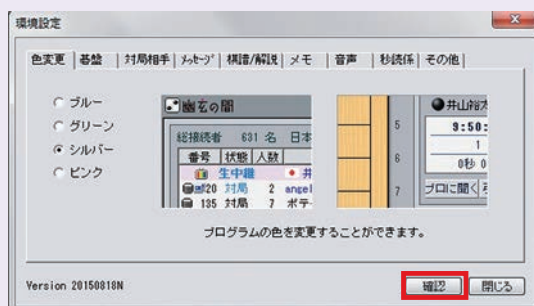 環境設定
色変更 碁盤 対局相手 メッセージ 棋譜/解説 メモ 音声 秒読係 その他
ブルー
グリーン
シルバー
ピンク
幽玄の間
総接続者 631 名 日本
番号 状態 人数
生中継 井
120 対局 2 angel
135 対局 7 ポテ
5
6
7
井山裕太
9:50:
1
0秒 0
プロに聞く
プログラムの色を変更することができます。
Version 20150818N
確認 閉じる